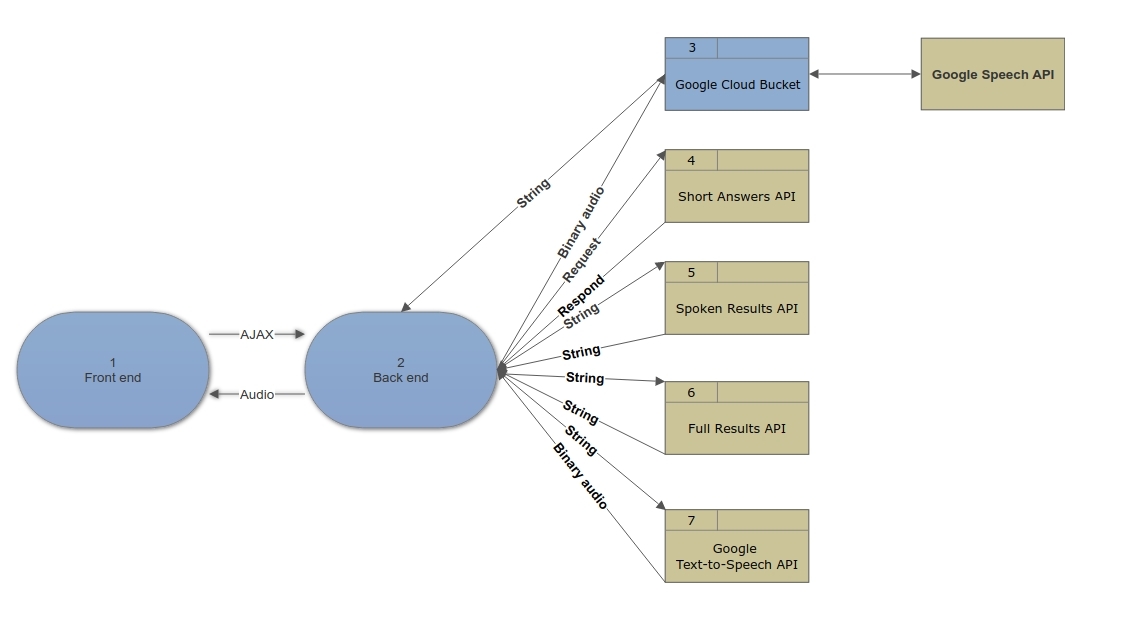 3
Google Cloud Bucket
Google Speech API
String
Binary audio
4
Short Answers API
Request
Respond
5
Spoken Results API
String
String
1
Front end
AJAX
Audio
2
Back end
String
6
Full Results API
String
String
Binary audio
7
Google
Text-to-Speech API